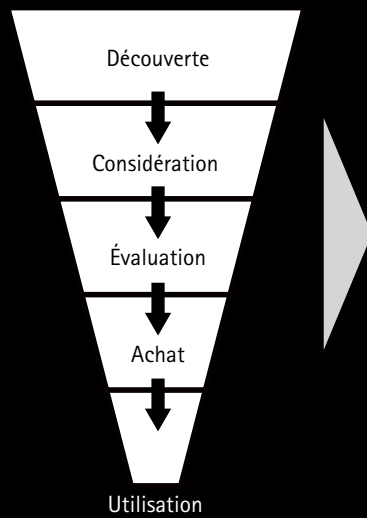 Découverte
Considération
Évaluation
Achat
Utilisation